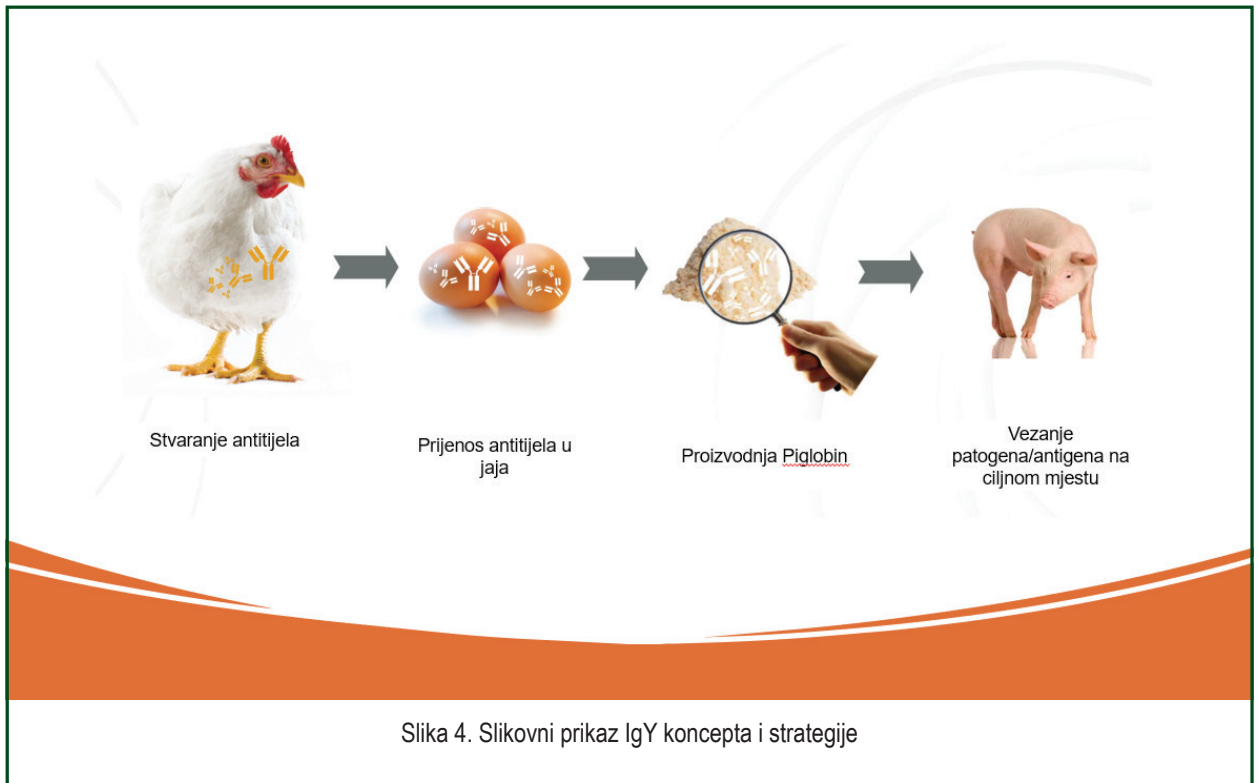 Stvaranje antitijela
Prijenos antitijela u
jaja
Proizvodnja Piglobin
Vezanje
patogena/antigena na
ciljnom mjestu
Slika 4. Slikovni prikaz IgY koncepta i strategije